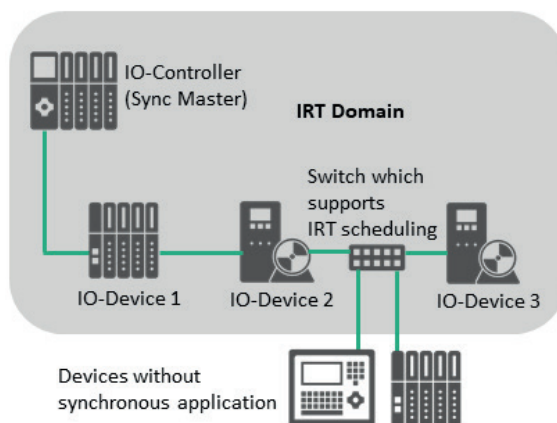 IO-Controller
(Sync Master)
IRT Domain
Switch which
supports
IRT scheduling
IO-Device 1
IO-Device 2
IO-Device 3
Devices without
synchronous application